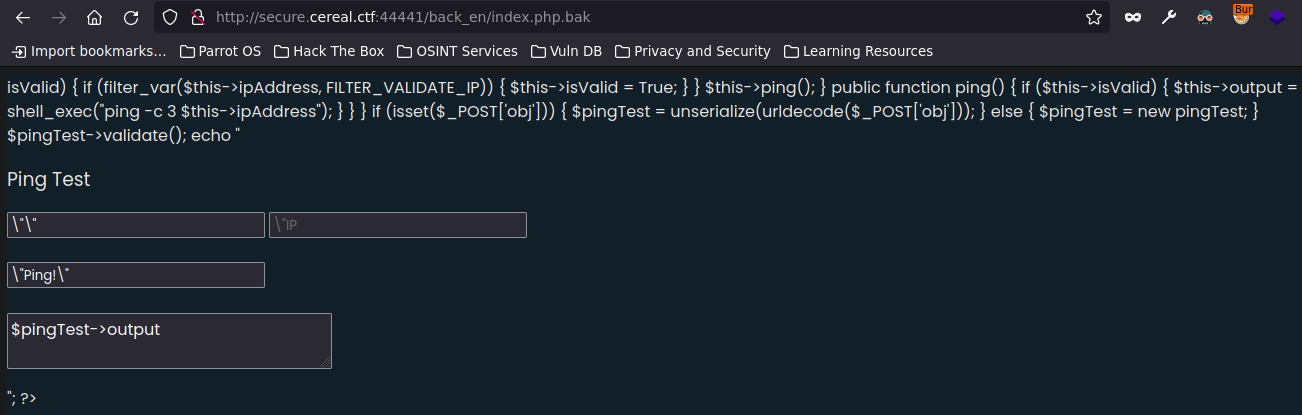 http://secure.cereal.ctf:44441/back_en/index.php.bak
Bur
Import bookmarks… Parrot OS Hack The Box OSINT Services Vuln DB Privacy and Security Learning Resources
isValid) { if (filter_var($this->ipAddress, FILTER_VALIDATE_IP)) { $this->isValid = True; } } $this->ping(); } public function ping() { if ($this->isValid) { $this->output =
shell_exec("ping -c 3 $this->ipAddress"); } } } if (isset($_POST['obj'])) { $pingTest = unserialize(urldecode($_POST['obj'])); } else { $pingTest = new pingTest; }
$pingTest->validate(); echo "
Ping Test
\"\" \"IP
\"Ping!\"
$pingTest->output
"; ?>